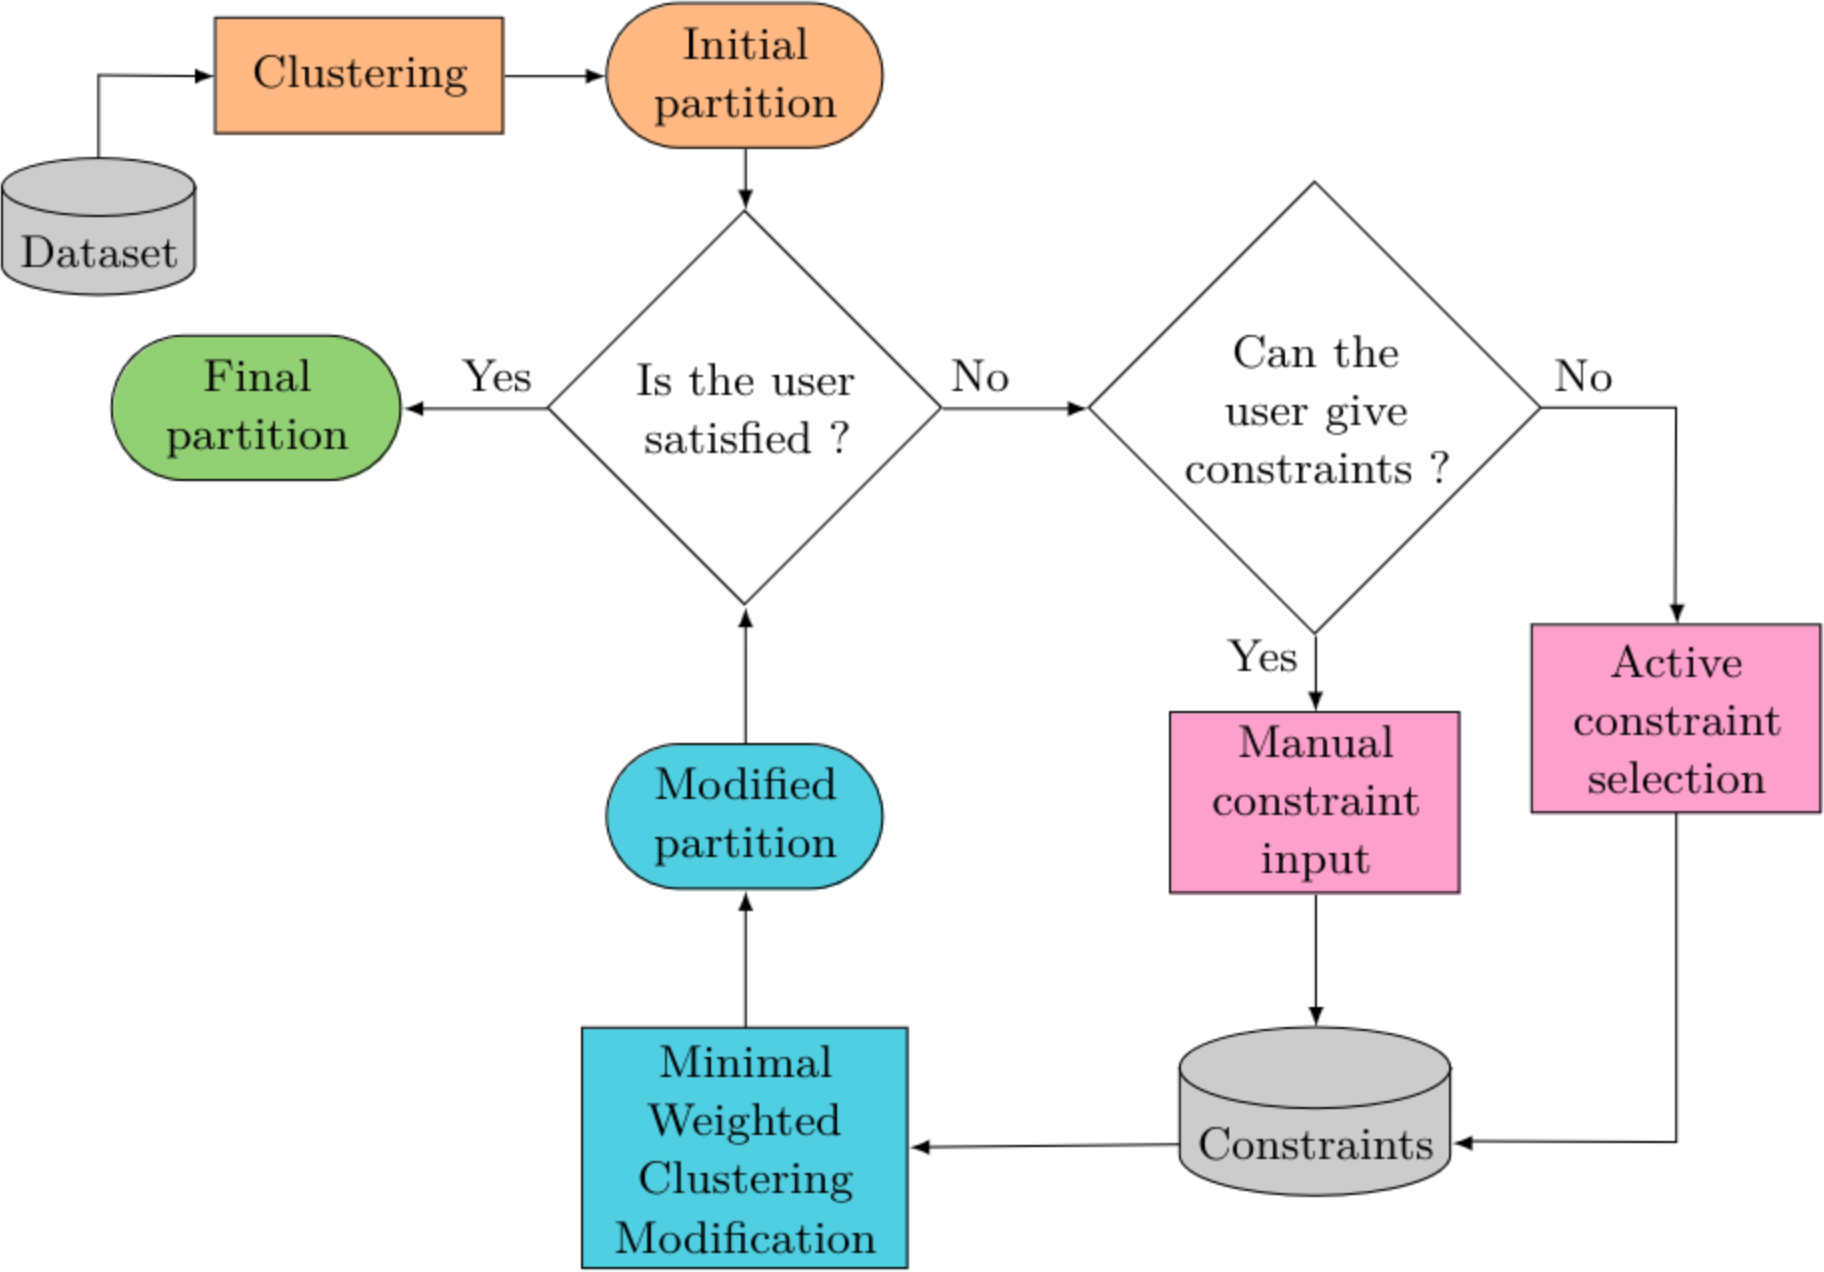 Clustering
Initial
partition
Dataset
Final
partition
Yes
Is the user
satisfied ?
No
Can the
user give
constraints ?
No
Yes
Manual
constraint
input
Active
constraint
selection
Modified
partition
Minimal
Weighted
Clustering
Modification
Constraints